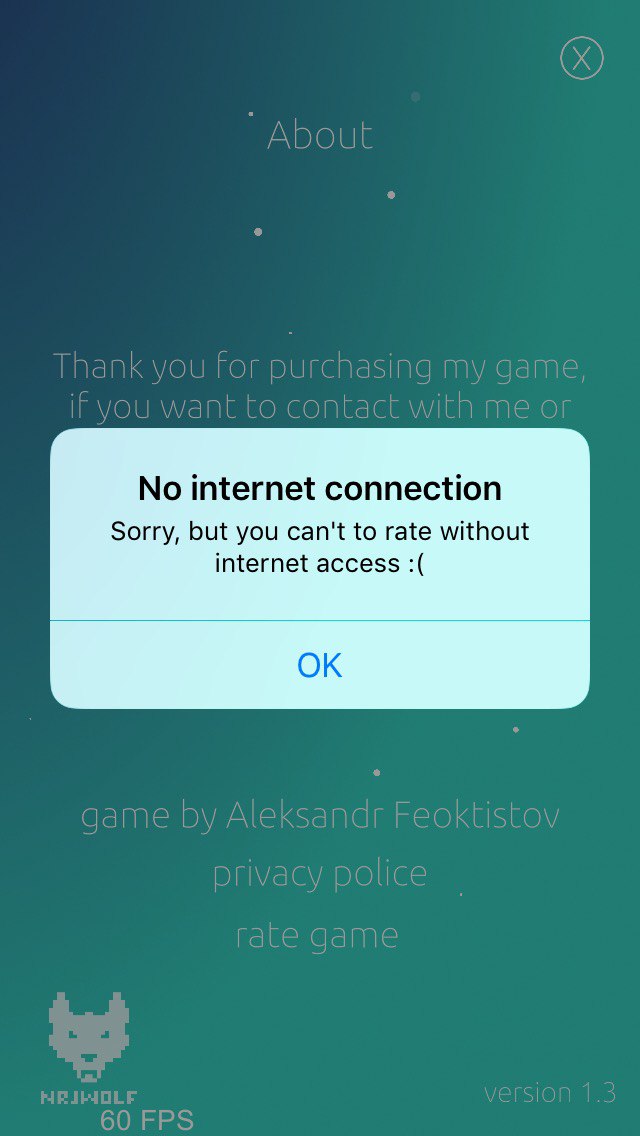 X
About
Thank you for purchasing my game,
if you want to contact with me or
No internet connection
Sorry, but you can't to rate without
internet access :(
OK
game by Aleksandr Feoktistov
privacy police
rate game
NRJWOLF
version 1.3
60 FPS